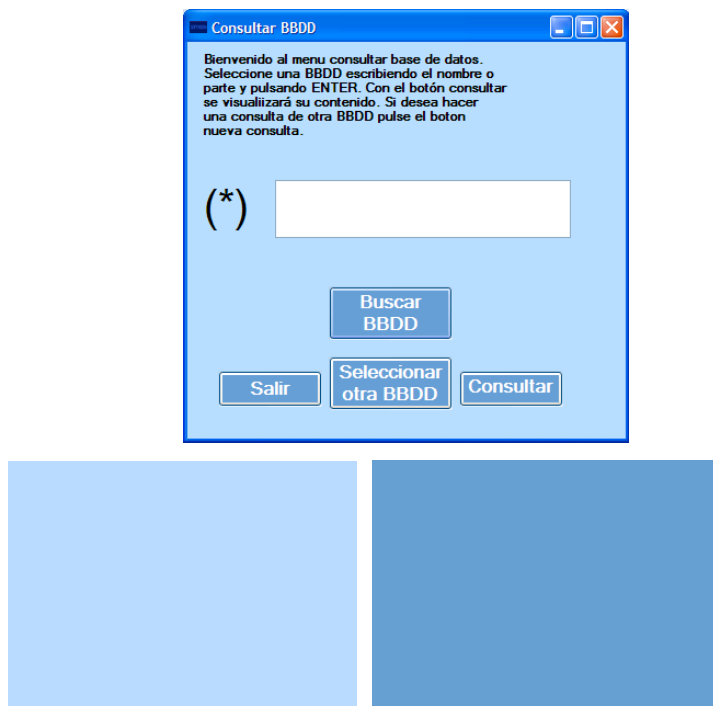 Consultar BBDD
Bienvenido al menu consultar base de datos.
Seleccione una BBDD escribiendo el nombre o
parte y pulsando ENTER. Con el botón consultar
se visualiizará su contenido. Si desea hacer
una consulta de otra BBDD pulse el boton
nueva consulta.
(*)
Buscar
BBDD
Salir
Seleccionar
otra BBDD
Consultar